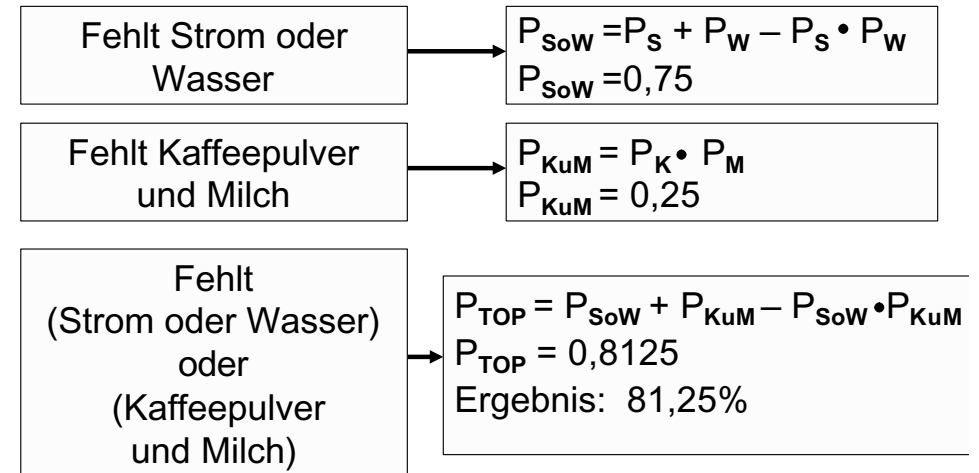 Fehlt Strom oder
Wasser
P_SoW =P_S + P_W – P_S • P_W
P_SoW =0,75
Fehlt Kaffeepulver
und Milch
P_KuM = P_K • P_M
P_KuM = 0,25
Fehlt
(Strom oder Wasser)
oder
(Kaffeepulver
und Milch)
P_TOP = P_SoW + P_KuM – P_SoW •P_KuM
P_TOP = 0,8125
Ergebnis: 81,25%